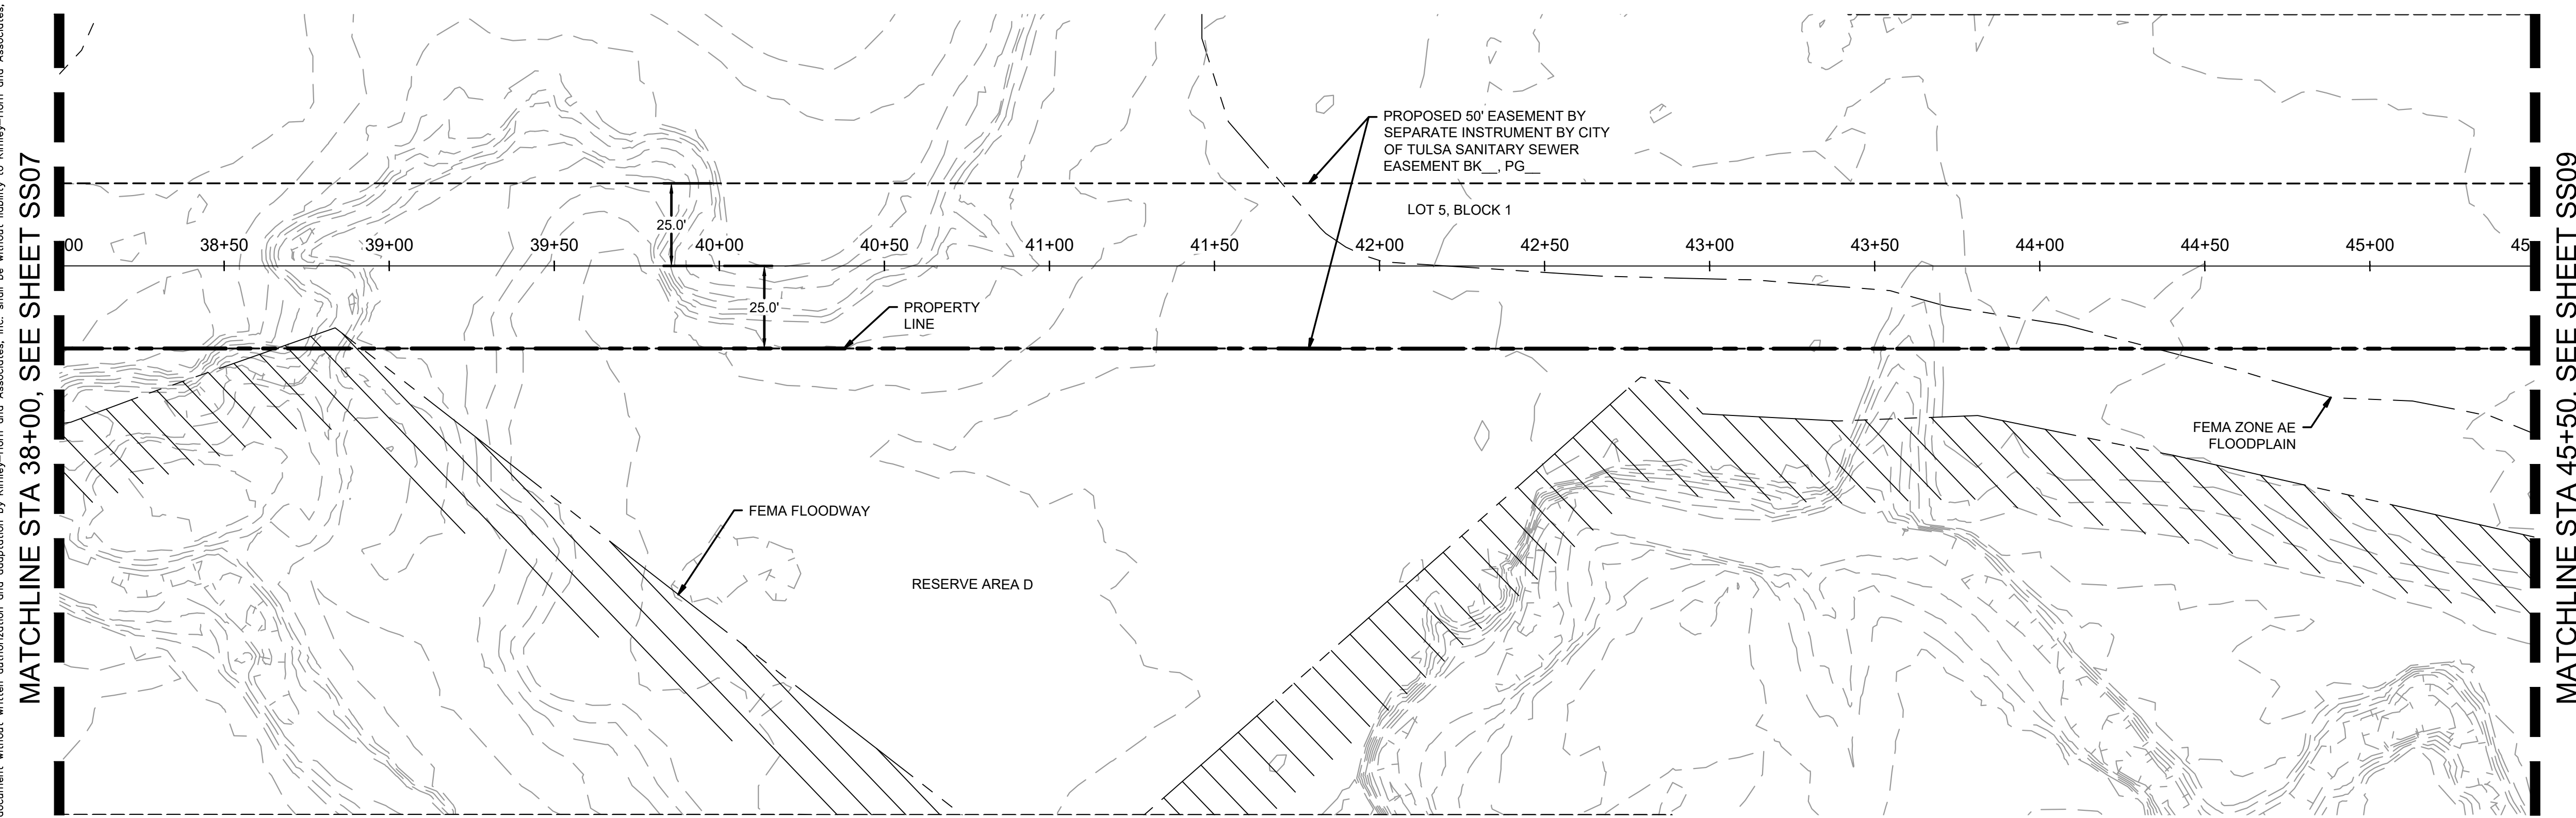 MATCHLINE STA 38+00, SEE SHEET SS07
PROPOSED 50' EASEMENT BY
SEPARATE INSTRUMENT BY CITY
OF TULSA SANITARY SEWER
EASEMENT BK__, PG__
LOT 5, BLOCK 1
25.0'
00
38+50
39+00
39+50
40+00
40+50
41+00
41+50
42+00
42+50
43+00
43+50
44+00
44+50
45+00
45
25.0'
PROPERTY
LINE
FEMA ZONE AE
FLOODPLAIN
FEMA FLOODWAY
RESERVE AREA D
MATCHLINE STA 45+50, SEE SHEET SS09